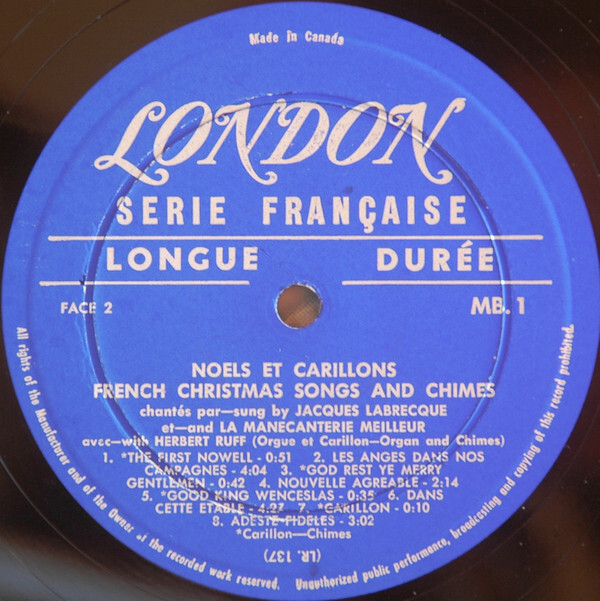 Made in Canada
LONDON
SERIE FRANÇAISE
LONGUE DURÉE
FACE 2 MB. 1
NOELS ET CARILLONS
FRENCH CHRISTMAS SONGS AND CHIMES
chantés par—sung by JACQUES LABRECQUE
et—and LA MANECANTERIE MEILLEUR
avec—with HERBERT RUFF (Orgue et Carillon—Organ and Chimes)
1. *THE FIRST NOWELL - 0:51 2. LES ANGES DANS NOS
CAMPAGNES - 4:04 3. *GOD REST YE MERRY
GENTLEMEN - 0:42 4. NOUVELLE AGREABLE - 2:14
5. *GOOD KING WENCESLAS - 0:35 6. DANS
CETTE ETABLE - 4:27 7. *CARILLON - 0:10
8. ADESTE FIDELES - 3:02
*Carillon—Chimes
(LR. 137)
All rights of the Manufacturer and of the Owner of the recorded work reserved. Unauthorized public performance, broadcasting and copying of this record prohibited.